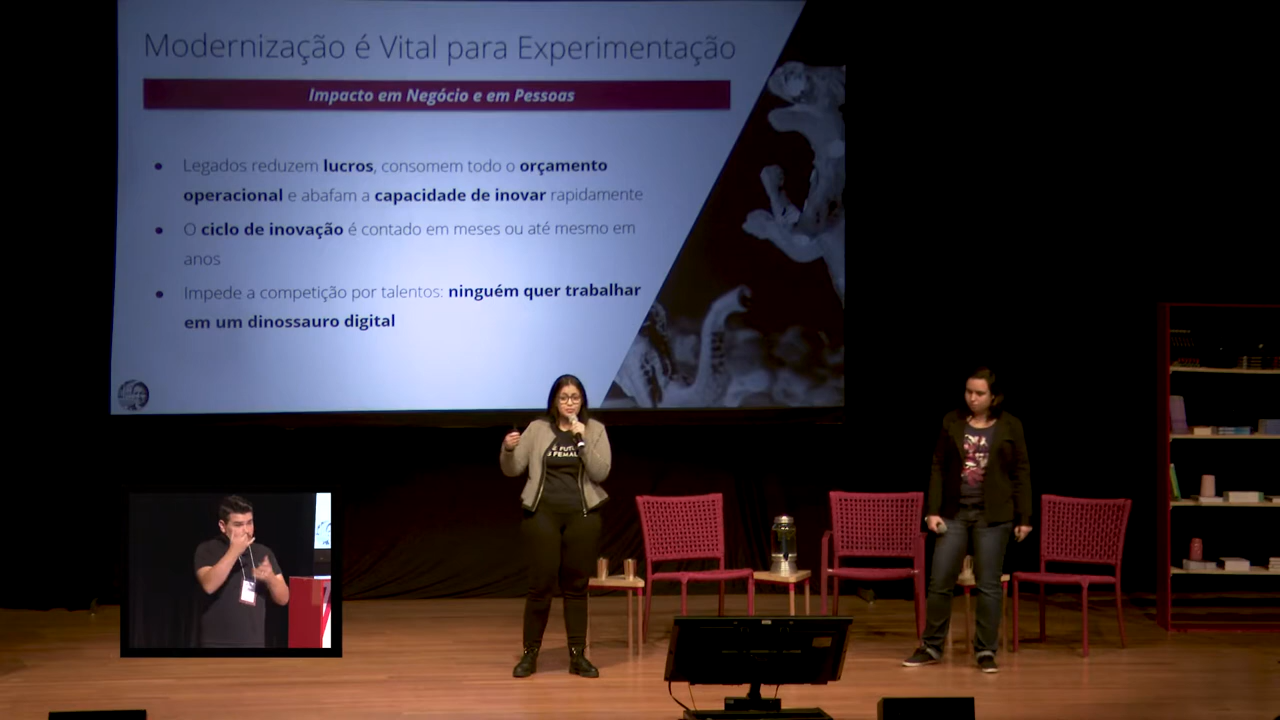 Modernização é Vital para Experimentação
Impacto em Negócio e em Pessoas
Legados reduzem lucros, consomem todo o orçamento
operacional e abafam a capacidade de inovar rapidamente
O ciclo de inovação é contado em meses ou até mesmo em
anos
Impede a competição por talentos: ninguém quer trabalhar
em um dinossauro digital